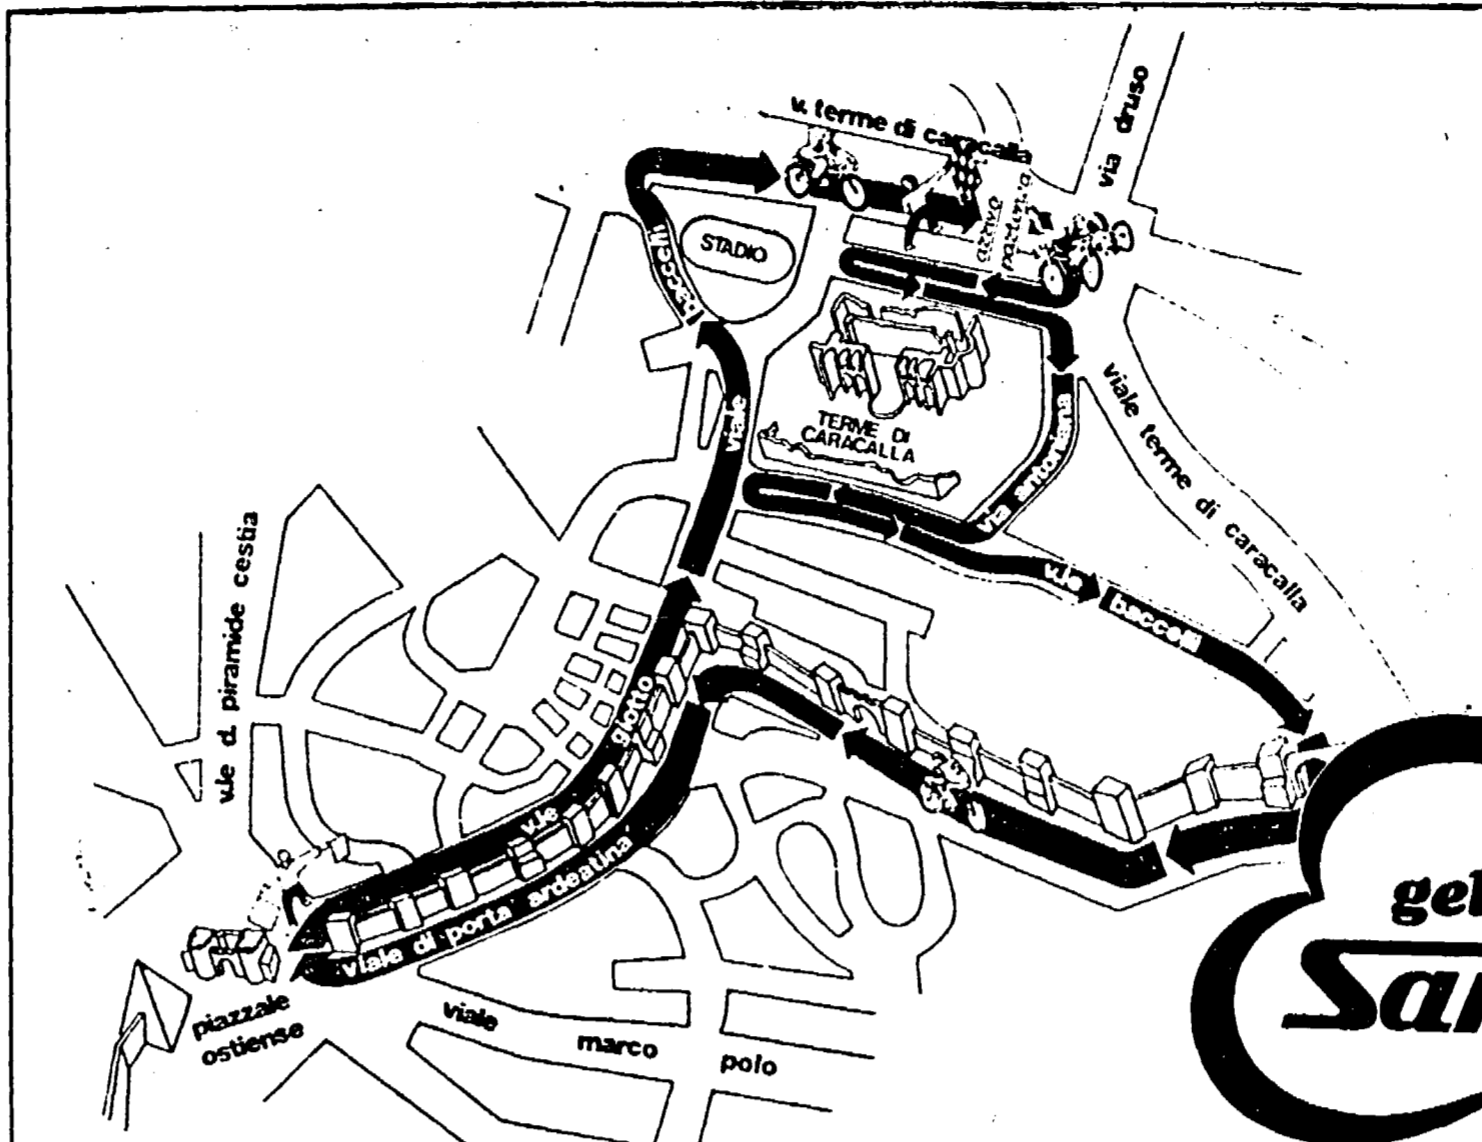 via druso
v. terme di caracalla
arrivo
partenza
STADIO
viale
TERME DI
CARACALLA
via antoniana
viale terme di caracalla
v.le
baccelli
v.le d. piramide cestia
v.le
giotto
viale di porta ardeatina
piazzale
ostiense
viale
marco
polo
gel